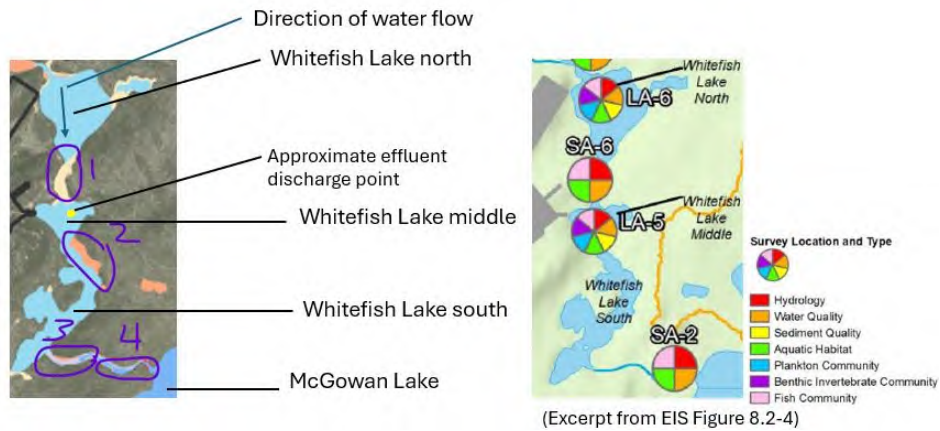 Direction of water flow
Whitefish Lake north
Approximate effluent
discharge point
Whitefish Lake middle
Whitefish Lake south
McGowan Lake
1
2
3
4
Whitefish
Lake
North
LA-6
SA-6
Whitefish
Lake
Middle
LA-5
Whitefish
Lake
South
SA-2
Survey Location and Type
Hydrology
Water Quality
Sediment Quality
Aquatic Habitat
Plankton Community
Benthic Invertebrate Community
Fish Community
(Excerpt from EIS Figure 8.2-4)